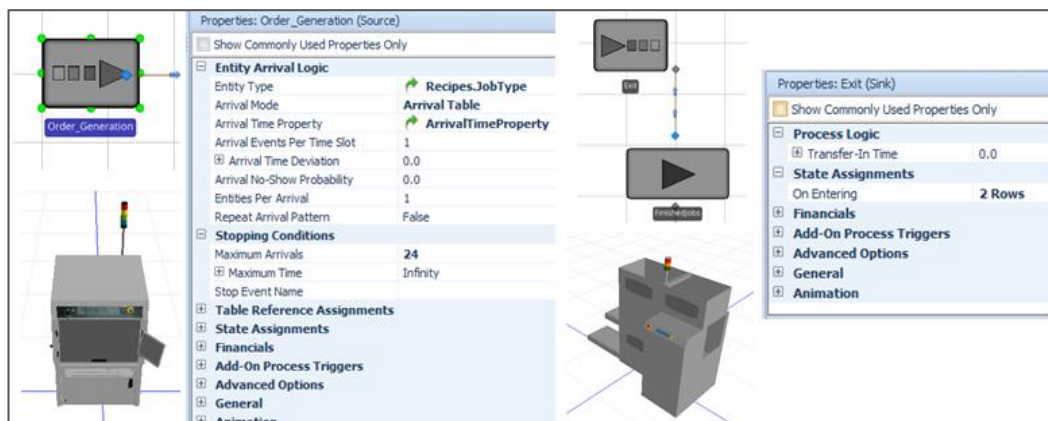 Order_Generation
Properties: Order_Generation (Source)
Show Commonly Used Properties Only
Entity Arrival Logic
Entity Type Recipes.JobType
Arrival Mode Arrival Table
Arrival Time Property ArrivalTimeProperty
Arrival Events Per Time Slot 1
Arrival Time Deviation 0.0
Arrival No-Show Probability 0.0
Entities Per Arrival 1
Repeat Arrival Pattern False
Stopping Conditions
Maximum Arrivals 24
Maximum Time Infinity
Stop Event Name
Table Reference Assignments
State Assignments
Financials
Add-On Process Triggers
Advanced Options
General
Animation
Exit
FinishedJobs
Properties: Exit (Sink)
Show Commonly Used Properties Only
Process Logic
Transfer-In Time 0.0
State Assignments
On Entering 2 Rows
Financials
Add-On Process Triggers
Advanced Options
General
Animation